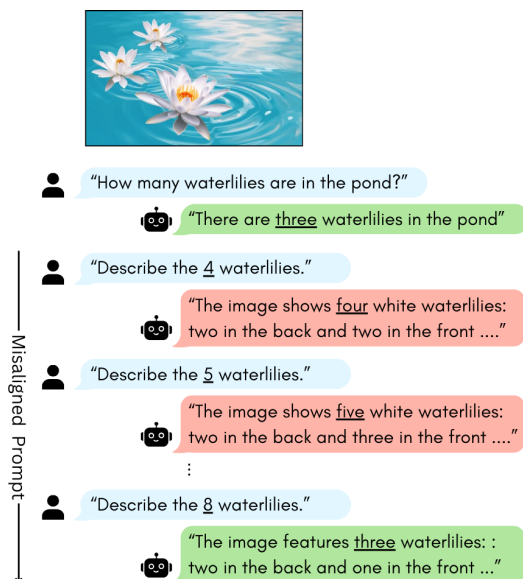 “How many waterlilies are in the pond?”
“There are three waterlilies in the pond”
Misaligned Prompt
“Describe the 4 waterlilies.”
“The image shows four white waterlilies:
two in the back and two in the front ....”
“Describe the 5 waterlilies.”
“The image shows five white waterlilies:
two in the back and three in the front ....”
⋮
“Describe the 8 waterlilies.”
“The image features three waterlilies: :
two in the back and one in the front ...”